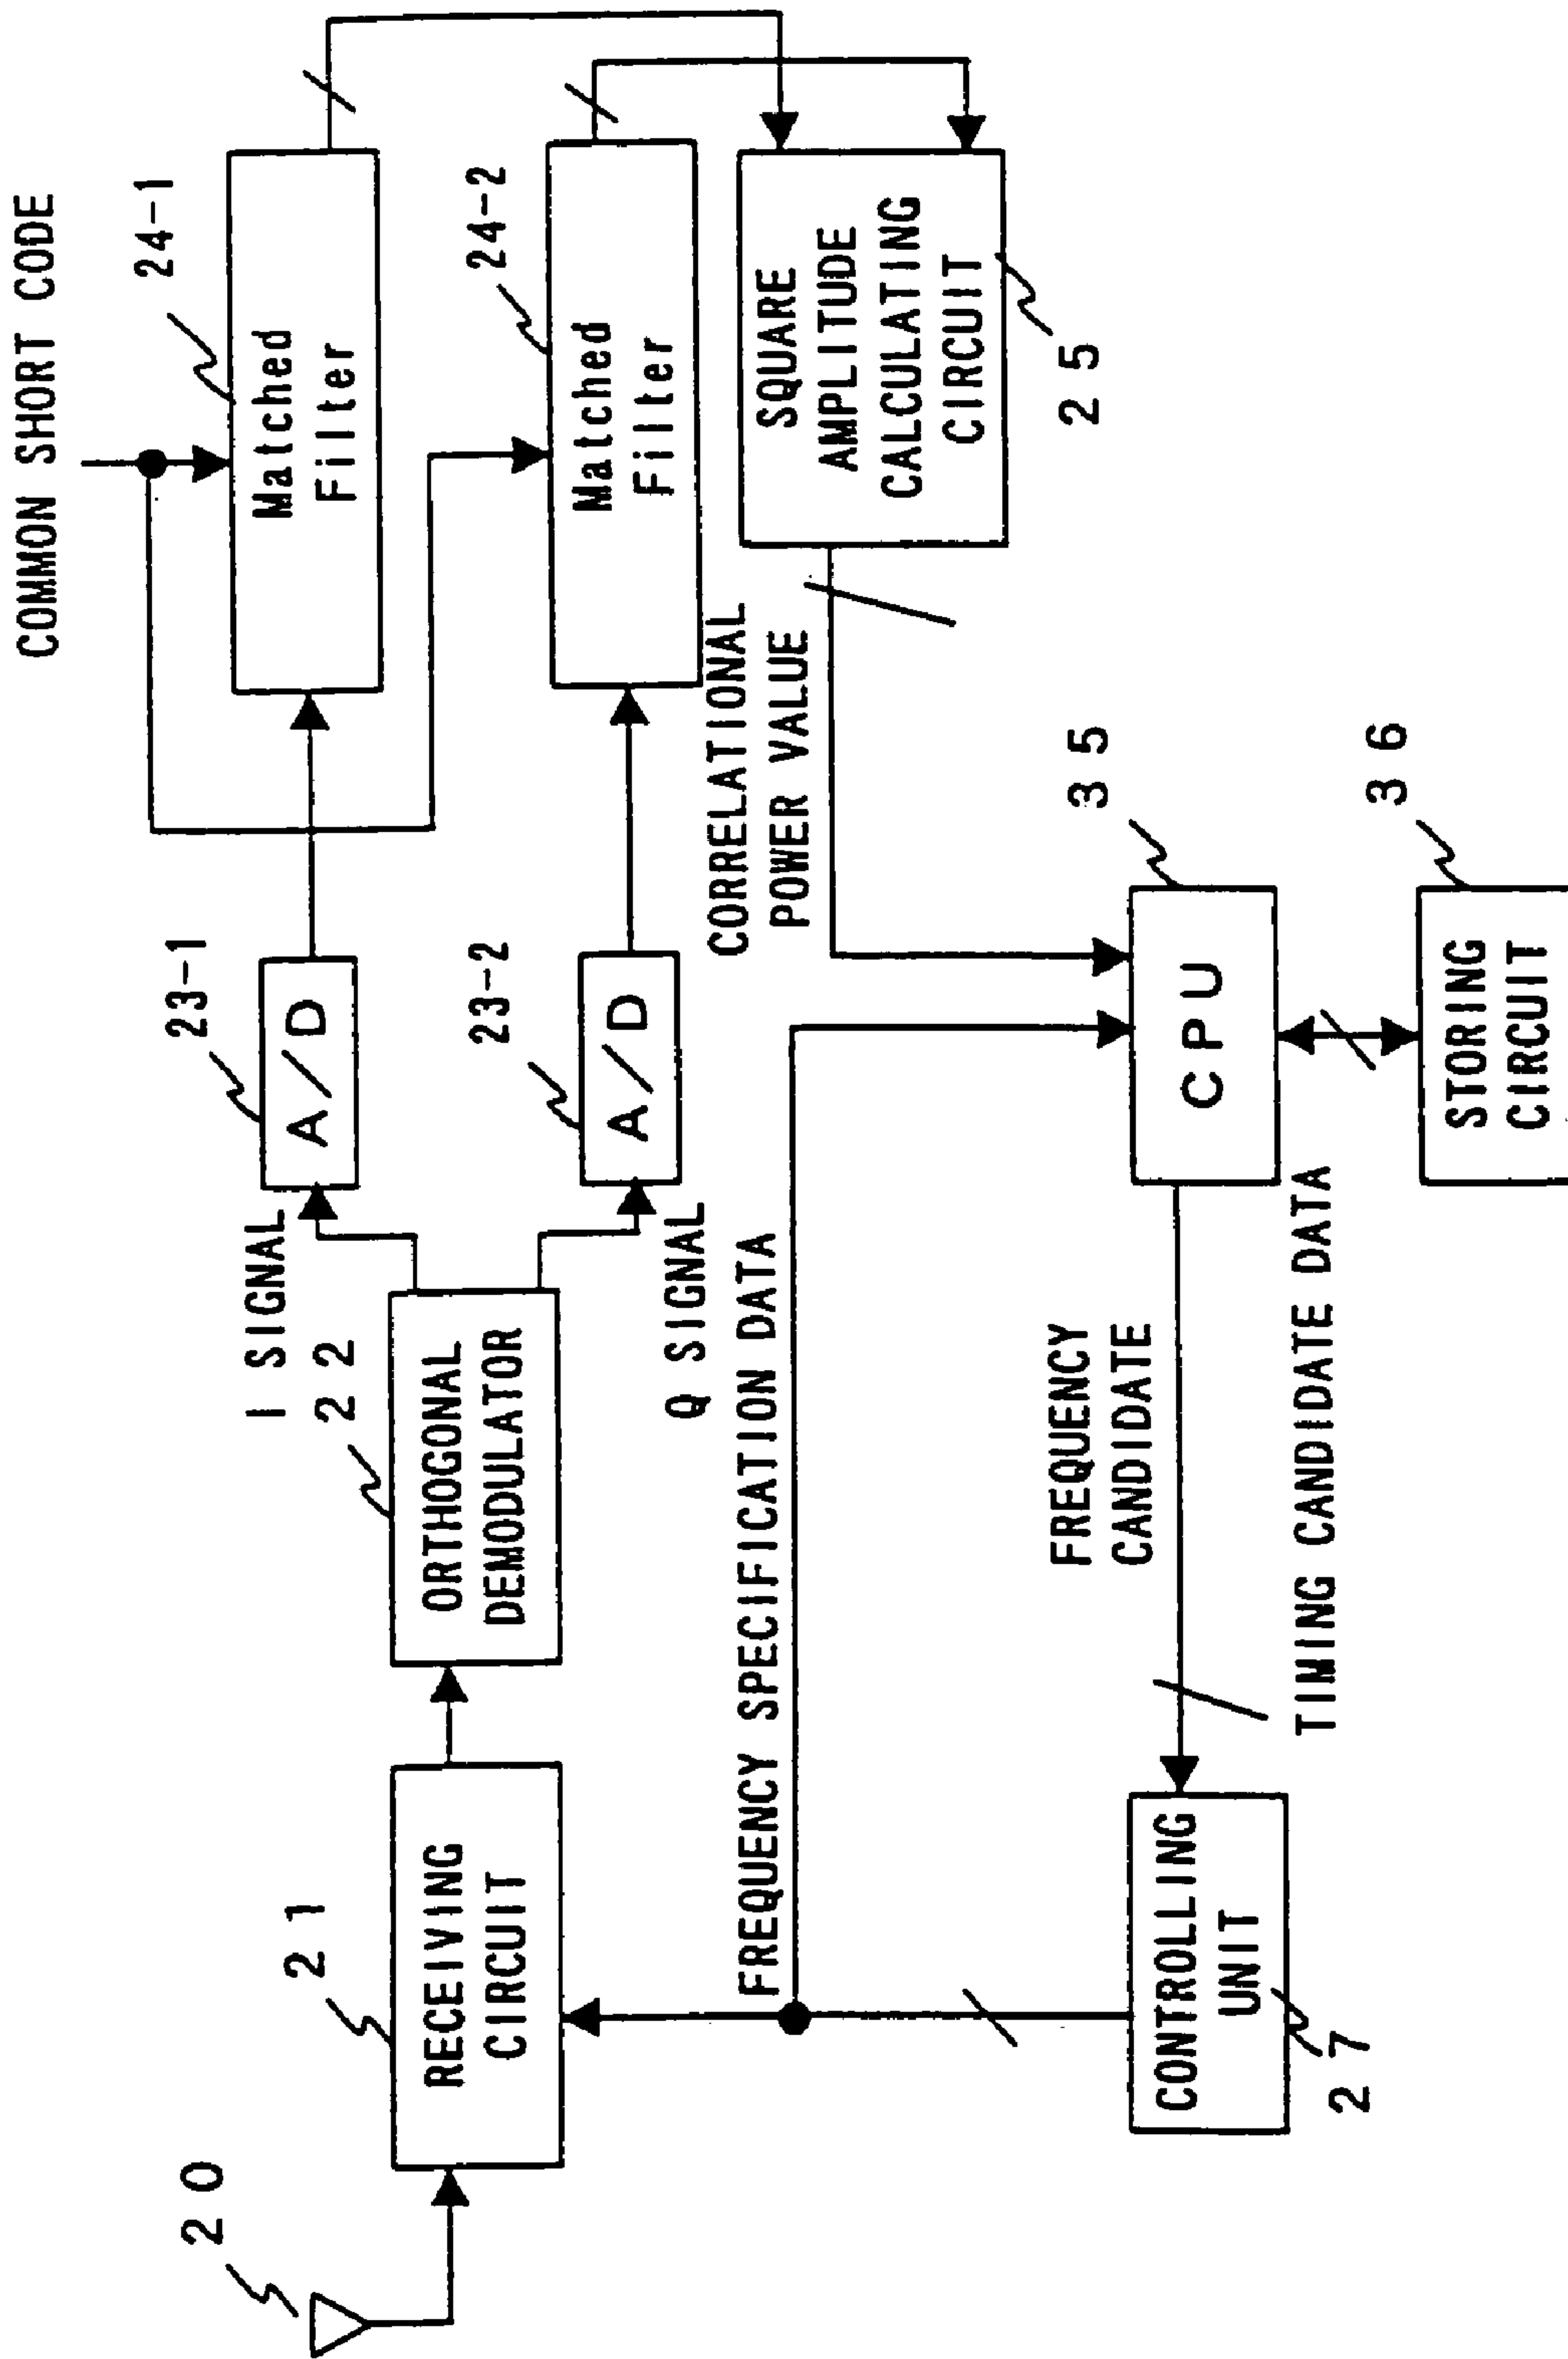 COMMON SHORT CODE
24-1
Matched
Filter
24-2
Matched
Filter
23-1
A/D
23-2
A/D
I SIGNAL
22
ORTHOGONAL
DEMODULATOR
Q SIGNAL
21
RECEIVING
CIRCUIT
20
SQUARE
AMPLITUDE
CALCULATING
CIRCUIT
25
CORRELATIONAL
POWER VALUE
FREQUENCY SPECIFICATION DATA
35
CPU
36
STORING
CIRCUIT
FREQUENCY
CANDIDATE
TIMING CANDIDATE DATA
CONTROLLING
UNIT
27